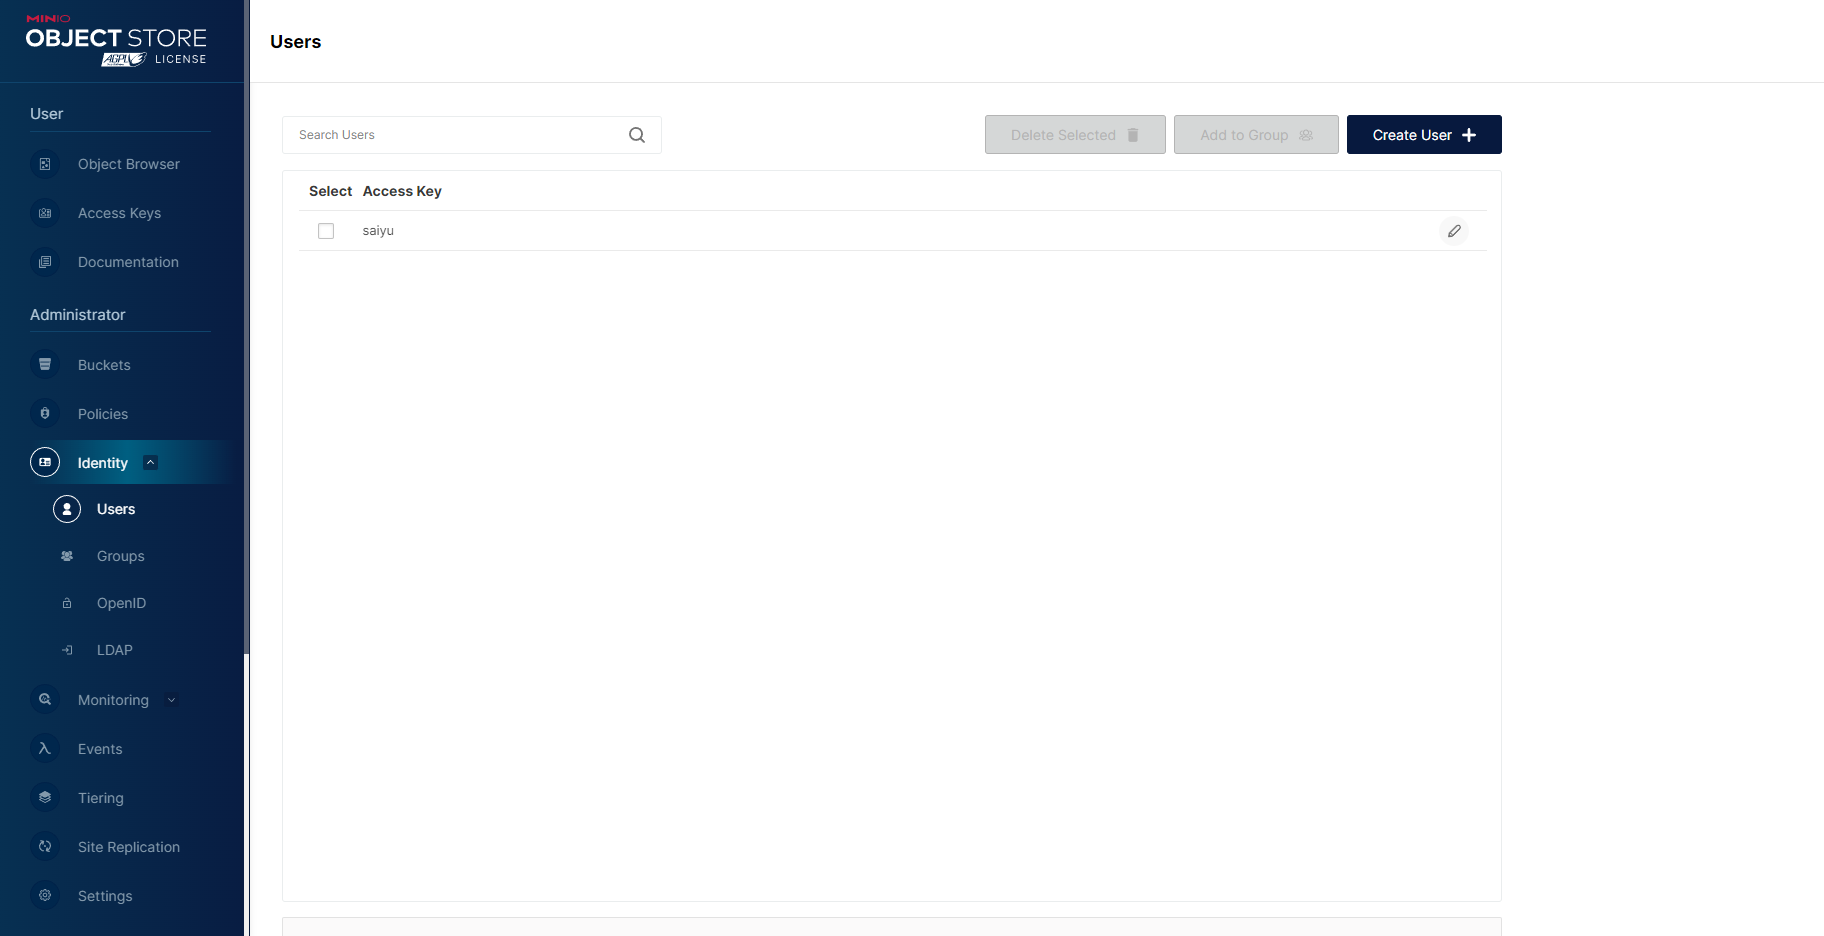 MINIO
OBJECT STORE
AGPL LICENSE
Users
User
Object Browser
Access Keys
Documentation
Administrator
Buckets
Policies
Identity
Users
Groups
OpenID
LDAP
Monitoring
Events
Tiering
Site Replication
Settings
Search Users
Delete Selected
Add to Group
Create User
Select Access Key
saiyu